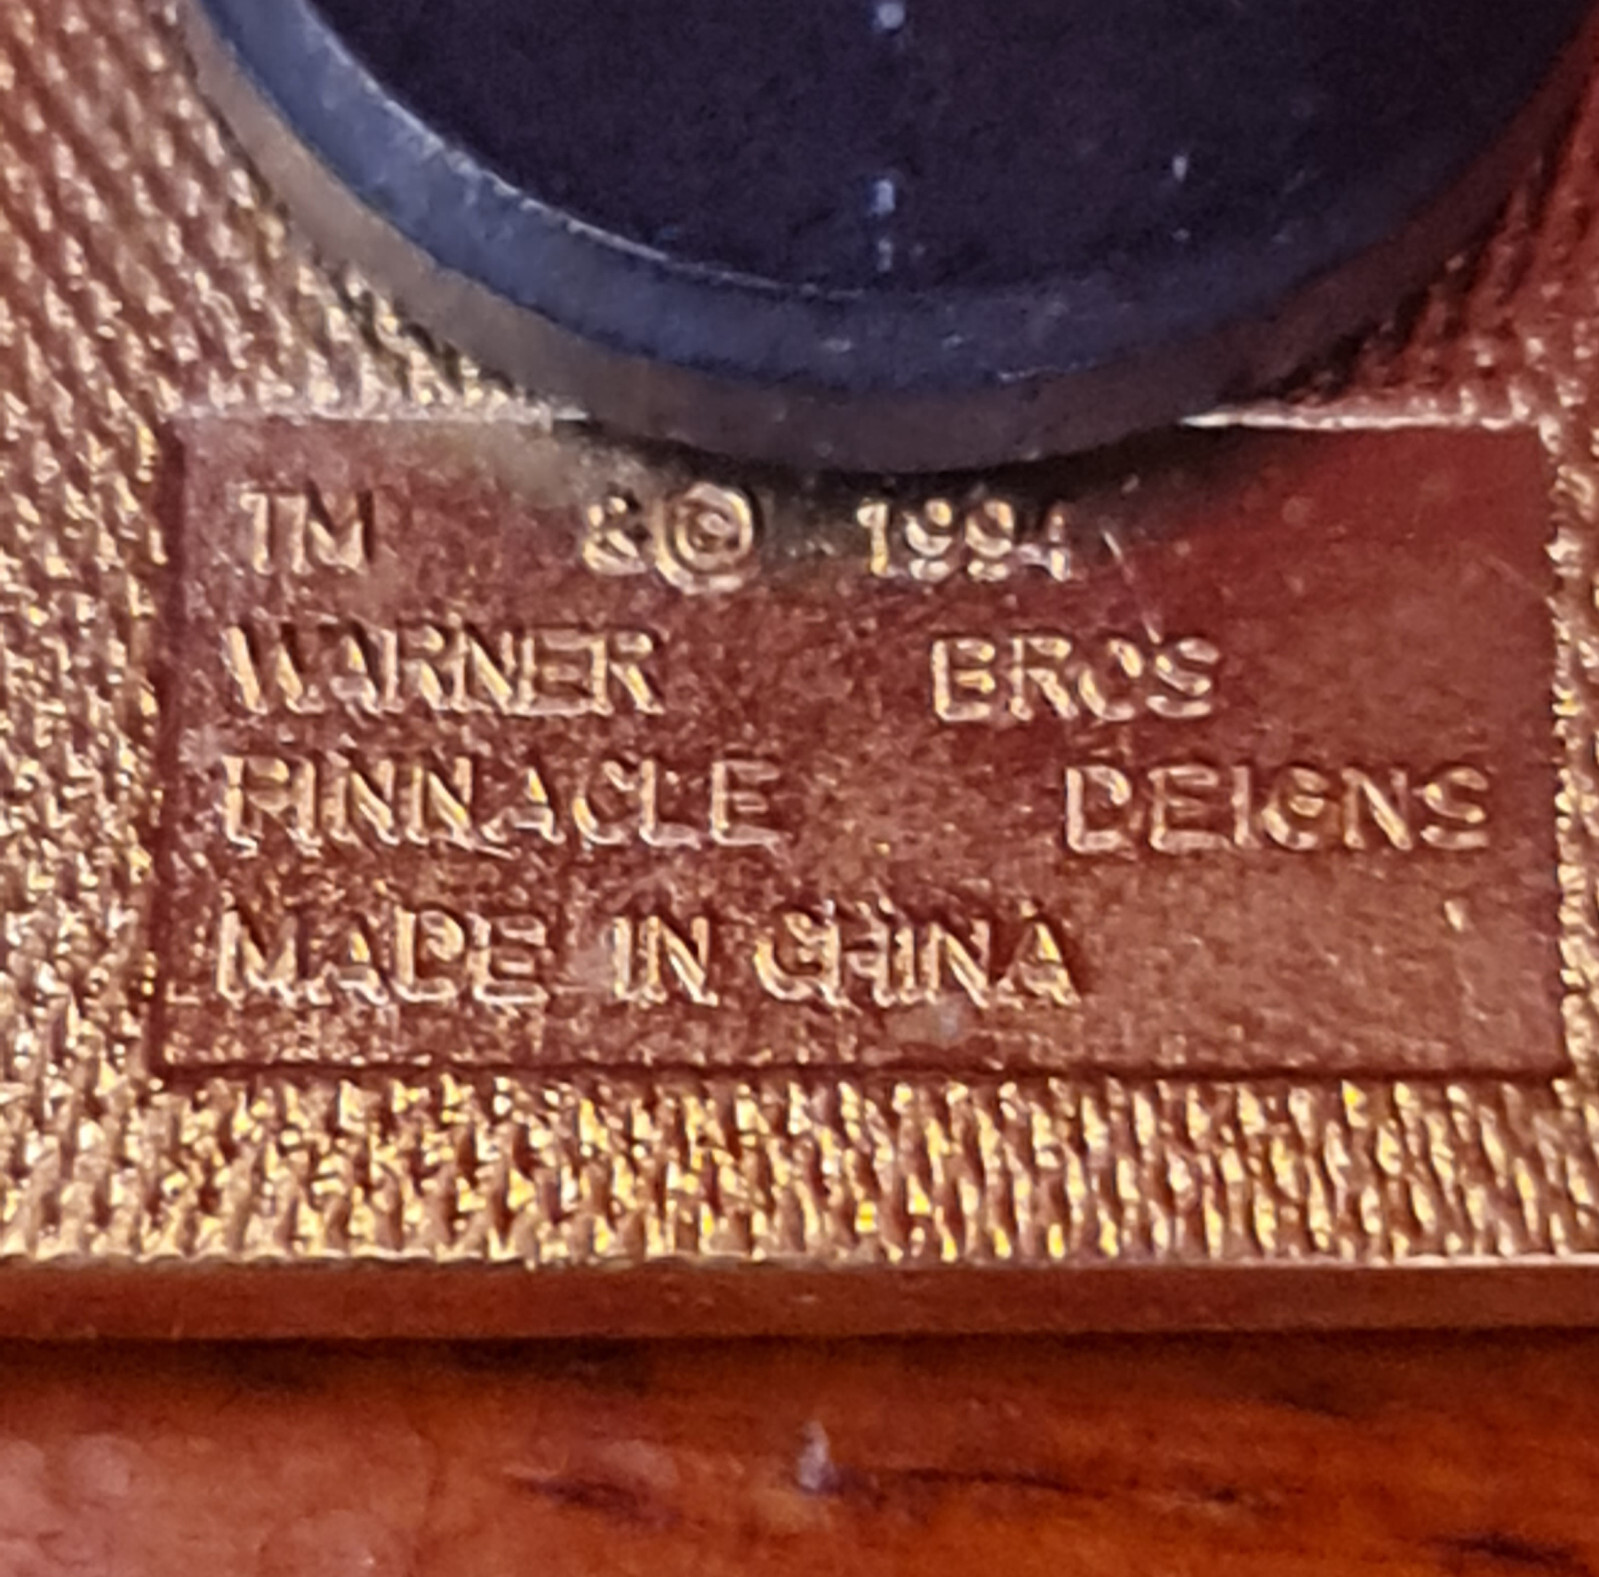 TM & © 1994
WARNER BROS
PINNACLE DEIGNS
MADE IN CHINA